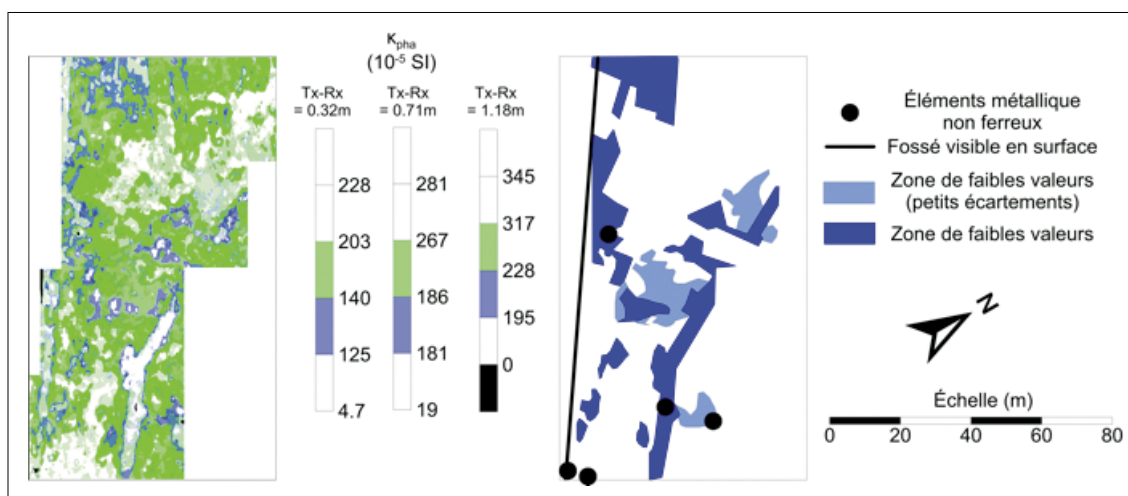 Kpha
(10-5 SI)
Tx-Rx
= 0.32m
Tx-Rx
= 0.71m
Tx-Rx
= 1.18m
228
203
140
125
4.7
281
267
186
181
19
345
317
228
195
0
Éléments métallique
non ferreux
Fossé visible en surface
Zone de faibles valeurs
(petits écartements)
Zone de faibles valeurs
N
Échelle (m)
0 20 40 60 80